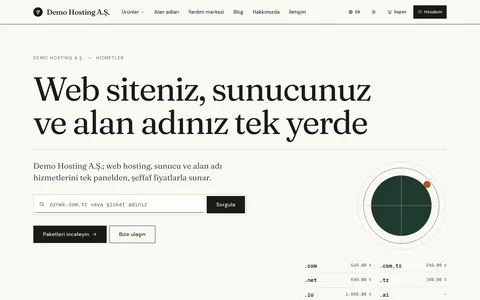 Demo Hosting A.Ş.
Ürünler
Alan adları
Yardım merkezi
Blog
Hakkımızda
İletişim
EN
Sepet
Hesabım
DEMO HOSTING A.Ş. — HİZMETLER
Web siteniz, sunucunuz
ve alan adınız tek yerde
Demo Hosting A.Ş.; web hosting, sunucu ve alan adı
hizmetlerini tek panelden, şeffaf fiyatlarla sunar.
ornek.com.tr veya şirket adınız
Sorgula
Paketleri inceleyin →
Bize ulaşın
.com 549,00 ₺ .com.tr 249,00 ₺
.net 649,00 ₺ .tr 349,00 ₺
.io 1.899,00 ₺ .ai –